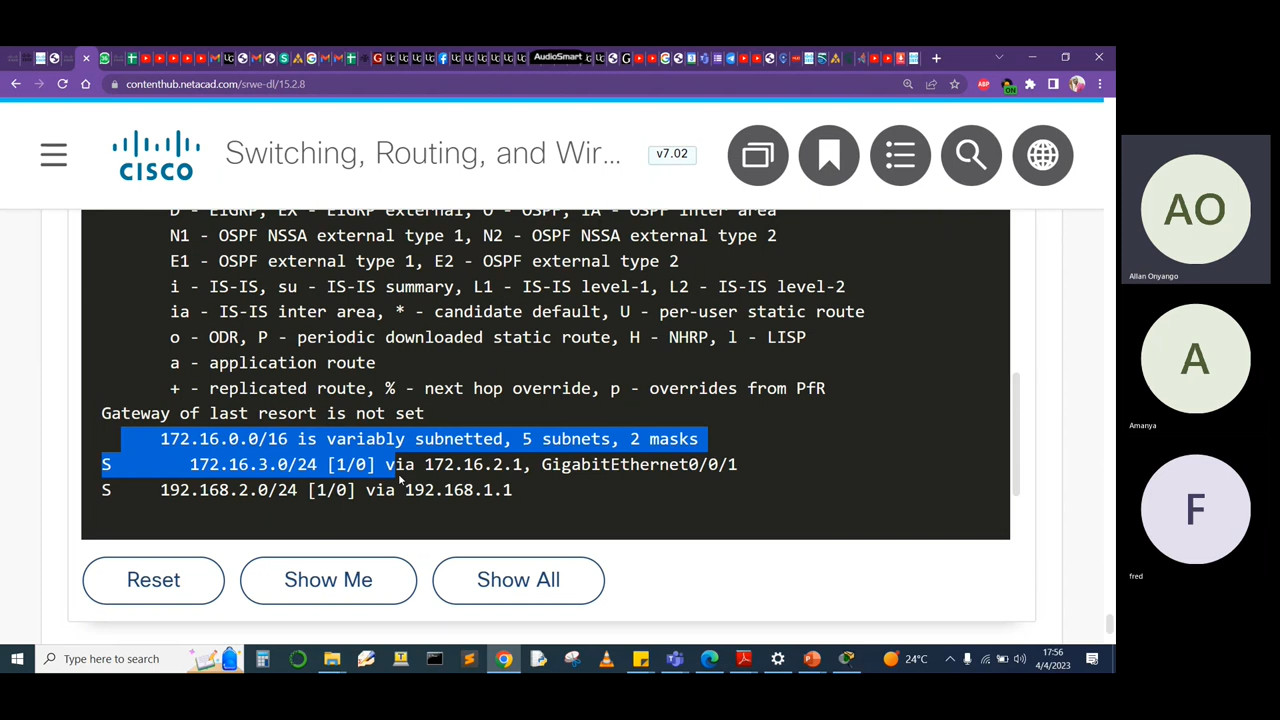 AudioSmart
contenthub.netacad.com/srwe-dl/15.2.8
ABP
ON
CISCO
Switching, Routing, and Wir...
v7.02
D - EIGRP, EX - EIGRP external, O - OSPF, IA - OSPF inter area
N1 - OSPF NSSA external type 1, N2 - OSPF NSSA external type 2
E1 - OSPF external type 1, E2 - OSPF external type 2
i - IS-IS, su - IS-IS summary, L1 - IS-IS level-1, L2 - IS-IS level-2
ia - IS-IS inter area, * - candidate default, U - per-user static route
o - ODR, P - periodic downloaded static route, H - NHRP, l - LISP
a - application route
+ - replicated route, % - next hop override, p - overrides from PfR
Gateway of last resort is not set
172.16.0.0/16 is variably subnetted, 5 subnets, 2 masks
S 172.16.3.0/24 [1/0] via 172.16.2.1, GigabitEthernet0/0/1
S 192.168.2.0/24 [1/0] via 192.168.1.1
Reset
Show Me
Show All
AO
Allan Onyango
A
Amanya
F
fred
Type here to search
24°C
17:56
4/4/2023